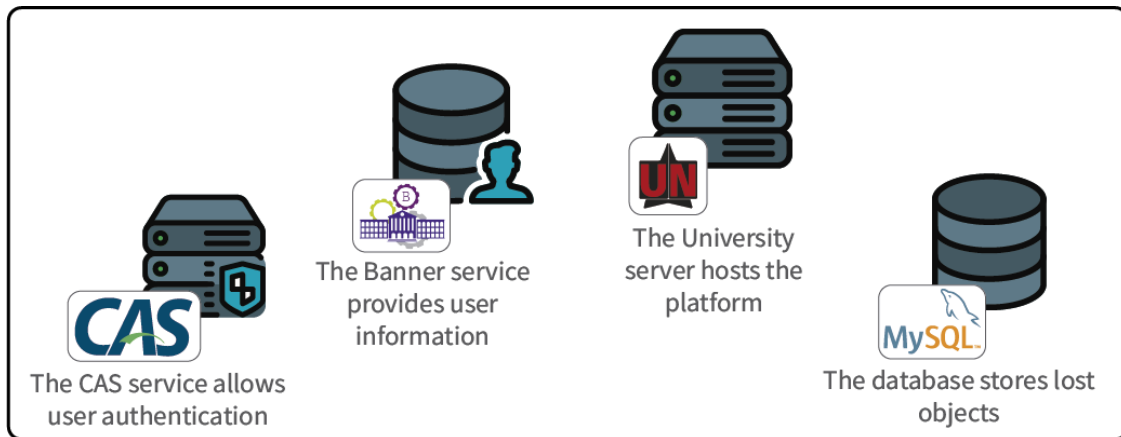 CAS
The CAS service allows
user authentication
B
The Banner service
provides user
information
UN
The University
server hosts the
platform
MySQL™
The database stores lost
objects